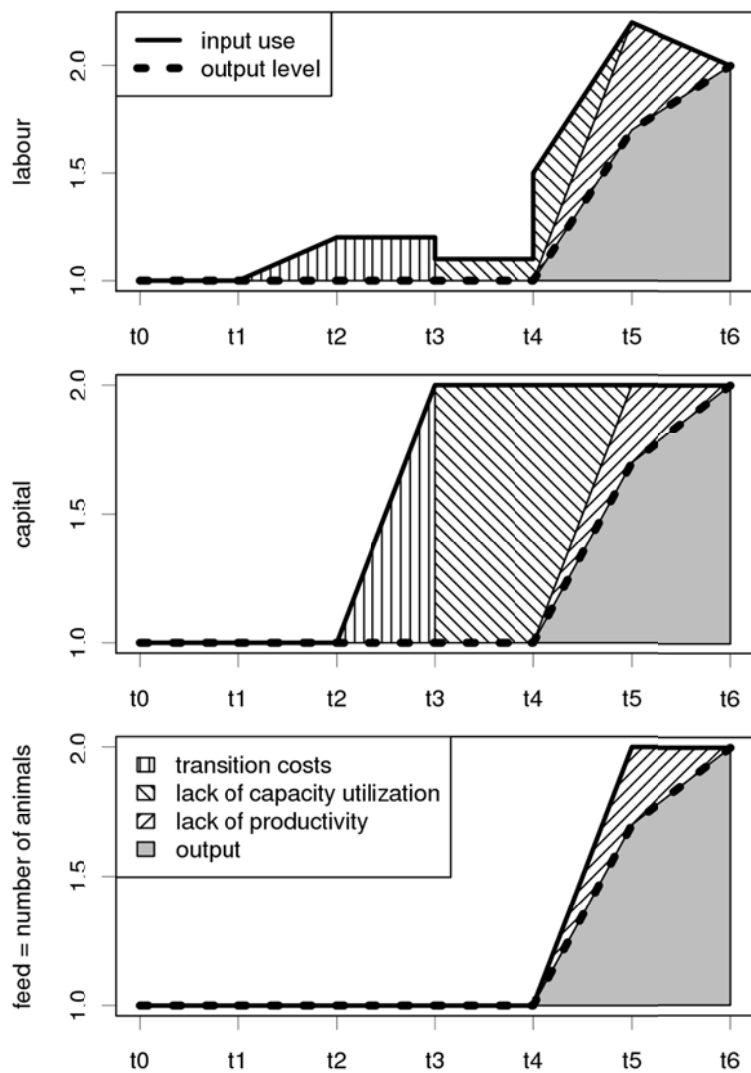 input use
output level
labour
2.0
1.5
1.0
t0 t1 t2 t3 t4 t5 t6
capital
2.0
1.5
1.0
t0 t1 t2 t3 t4 t5 t6
transition costs
lack of capacity utilization
lack of productivity
output
feed = number of animals
2.0
1.5
1.0
t0 t1 t2 t3 t4 t5 t6